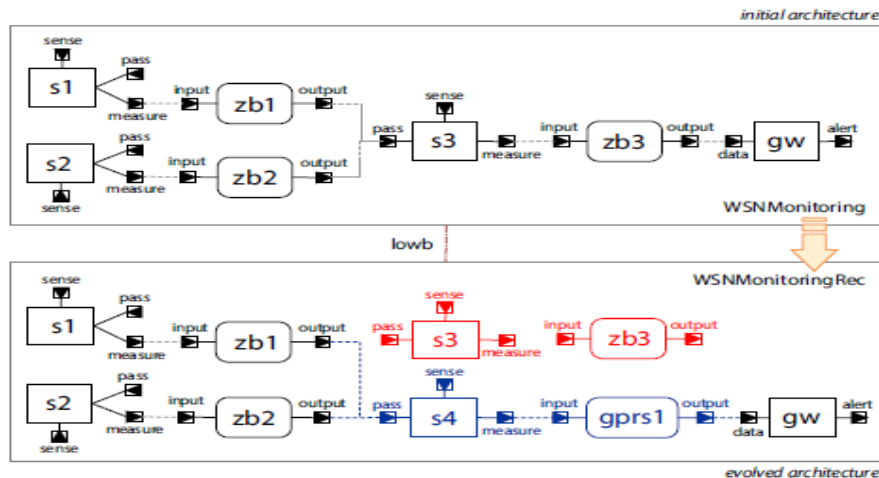 initial architecture
sense
pass
s1
input
output
measure
zb1
sense
pass
s3
input
output
alert
pass
measure
zb3
data
gw
s2
input
output
measure
zb2
sense
WSNMonitoring
lowb
WSNMonitoringRec
sense
pass
s1
input
output
measure
zb1
sense
pass
s3
measure
input
output
zb3
pass
s2
input
output
measure
zb2
sense
sense
pass
s4
measure
input
output
gprs1
data
gw
alert
evolved architecture